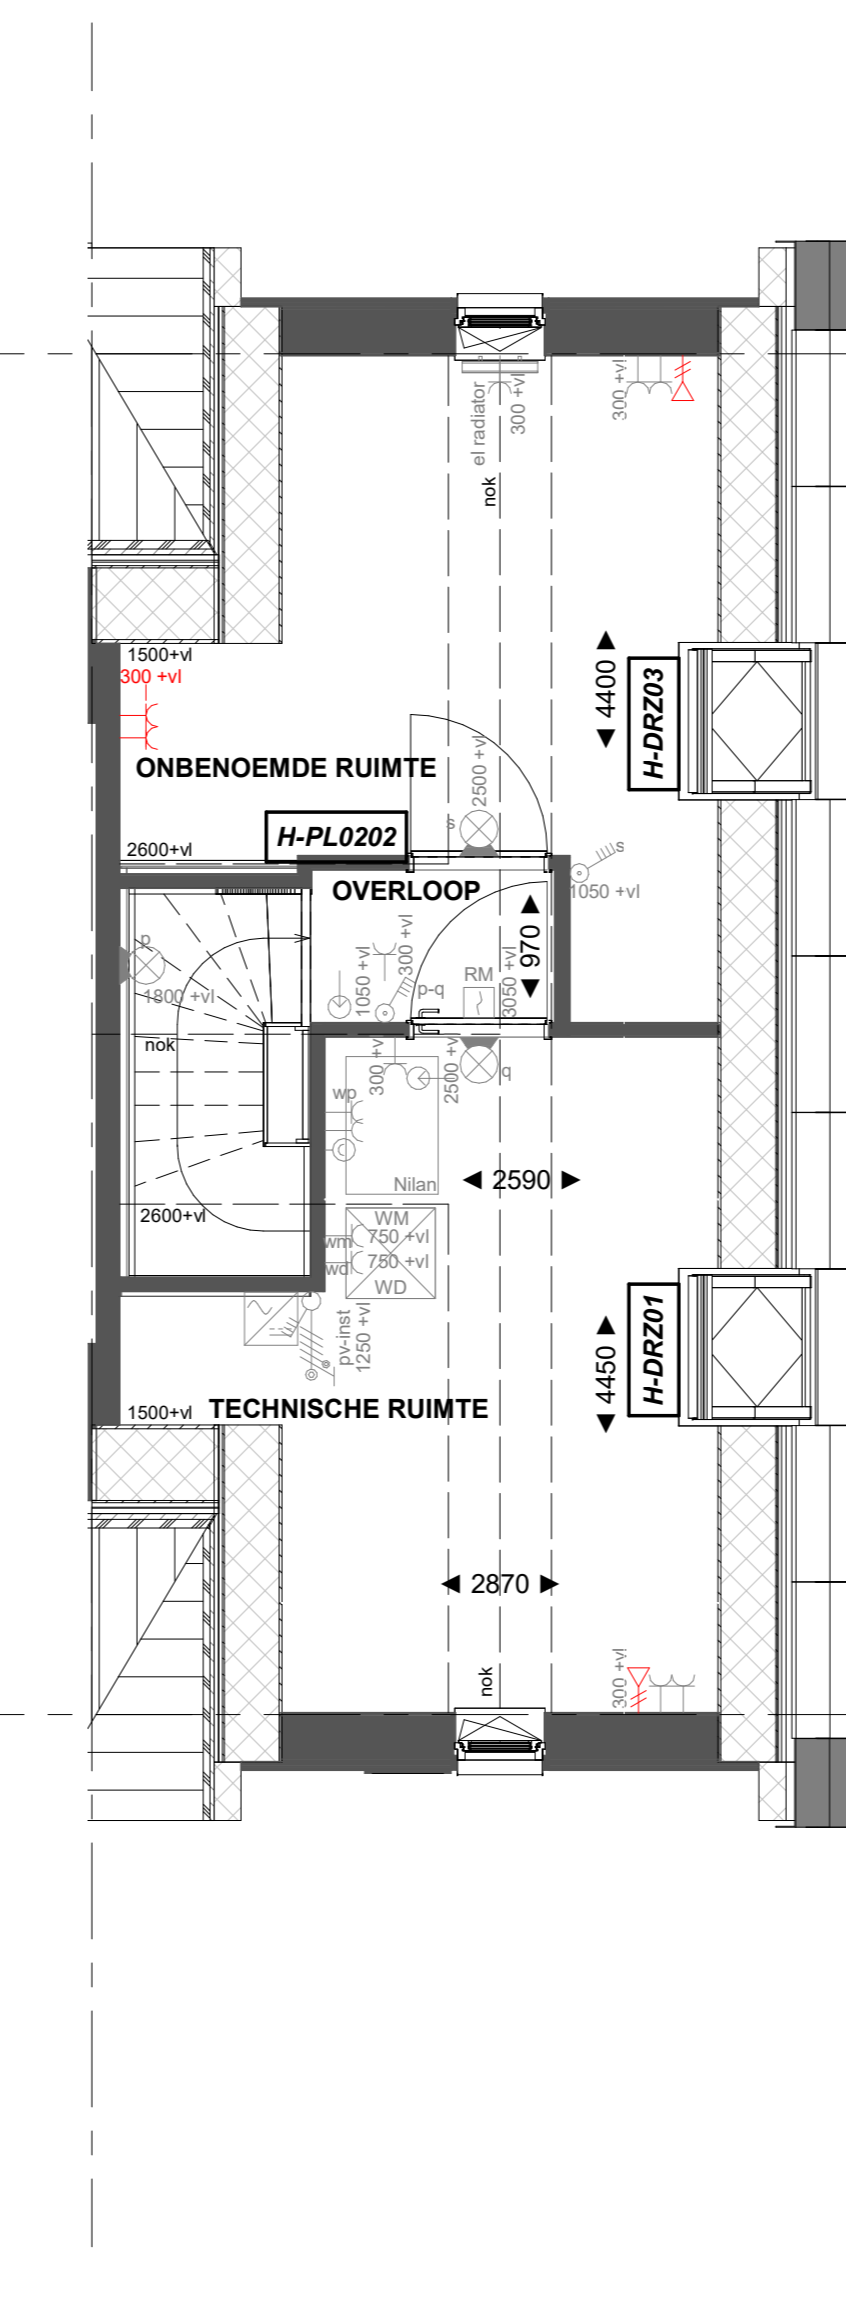 el radiator
300 +vl
300 +vl
nok
1500+vl
300 +vl
4400
H-DRZ03
ONBENOEMDE RUIMTE
2500 +vl
s
H-PL0202
2600+vl
s
1050 +vl
OVERLOOP
p
1800 +vl
nok
1050 +vl
300 +vl
p-q
RM
3050 +vl
970
300 +vl
2500 +vl
q
wp
Nilan
2590
2600+vl
WM
wm
750 +vl
wd
750 +vl
WD
pv-inst
1250 +vl
4450
H-DRZ01
1500+vl
TECHNISCHE RUIMTE
2870
nok
300 +vl